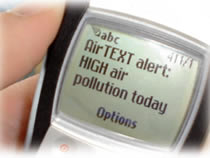 abc
AirTEXT alert:
HIGH air
pollution today
Options